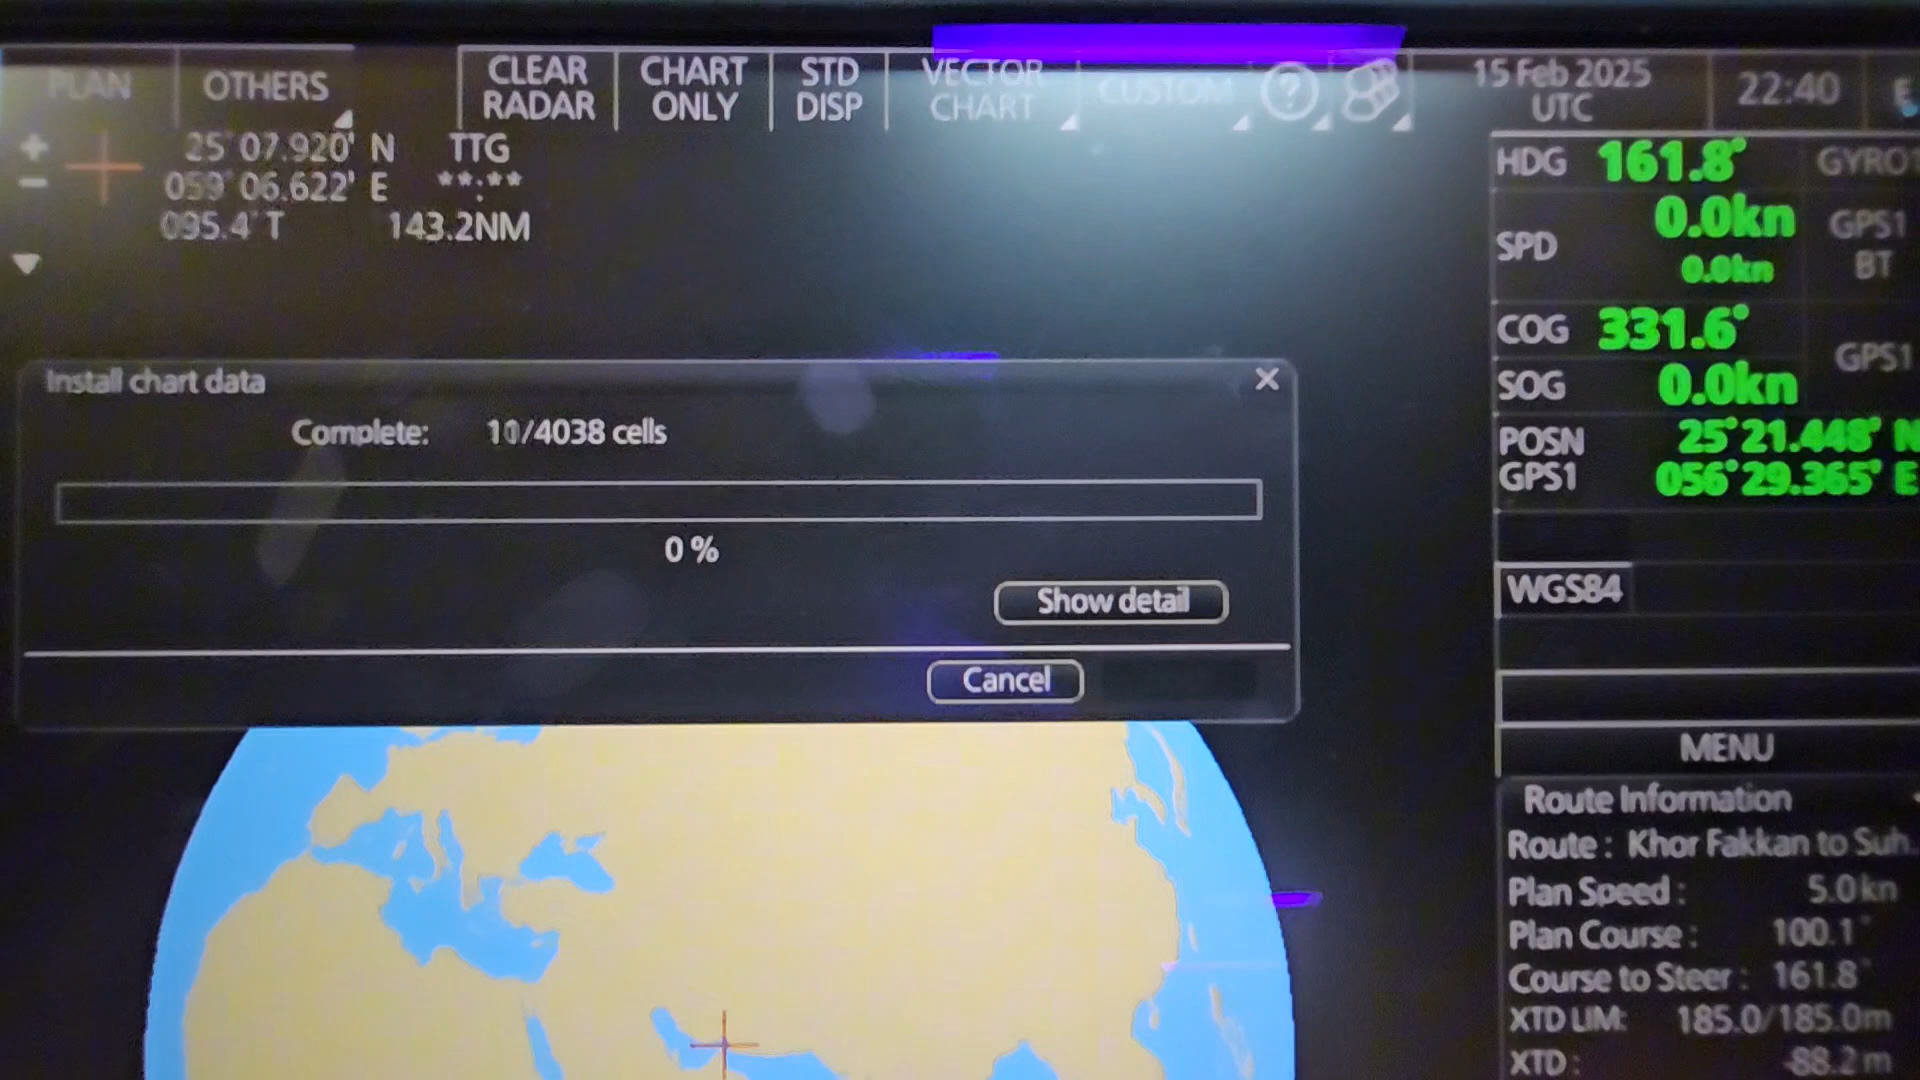 PLAN
OTHERS
CLEAR RADAR
CHART ONLY
STD DISP
VECTOR CHART
CUSTOM
?
15 Feb 2025
UTC
22:40
25°07.920' N TTG
059°06.622' E **:**
095.4°T 143.2NM
HDG 161.8° GYRO1
SPD 0.0kn GPS1
0.0kn BT
COG 331.6° GPS1
SOG 0.0kn
POSN 25°21.448' N
GPS1 056°29.365' E
Install chart data
Complete: /4038 cells
0 %
Show detail
Cancel
WGS84
MENU
Route Information
Route : Khor Fakkan to Suh
Plan Speed : 5.0 kn
Plan Course : 100.1°
Course to Steer : 161.8°
XTD LIM: 185.0/185.0m
XTD : -88.2 m